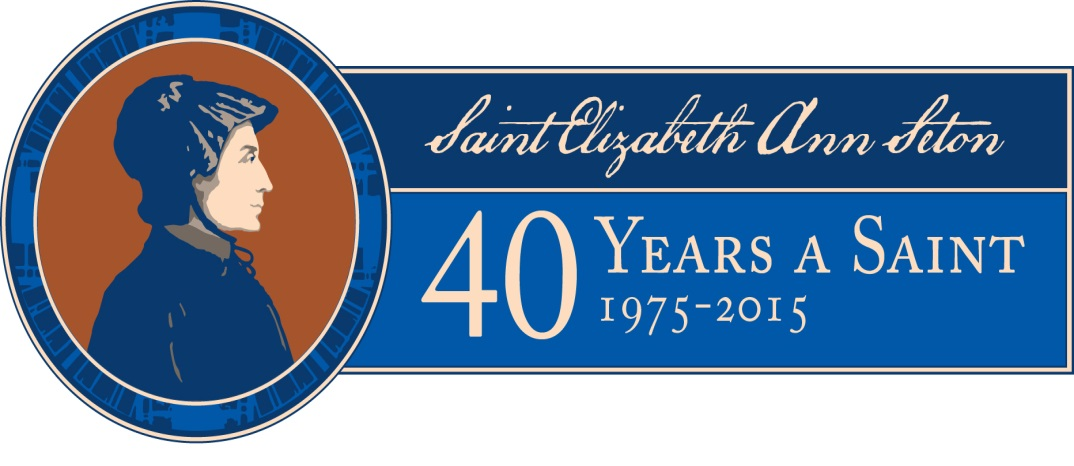 Saint Elizabeth Ann Seton
40 Years a Saint
1975-2015